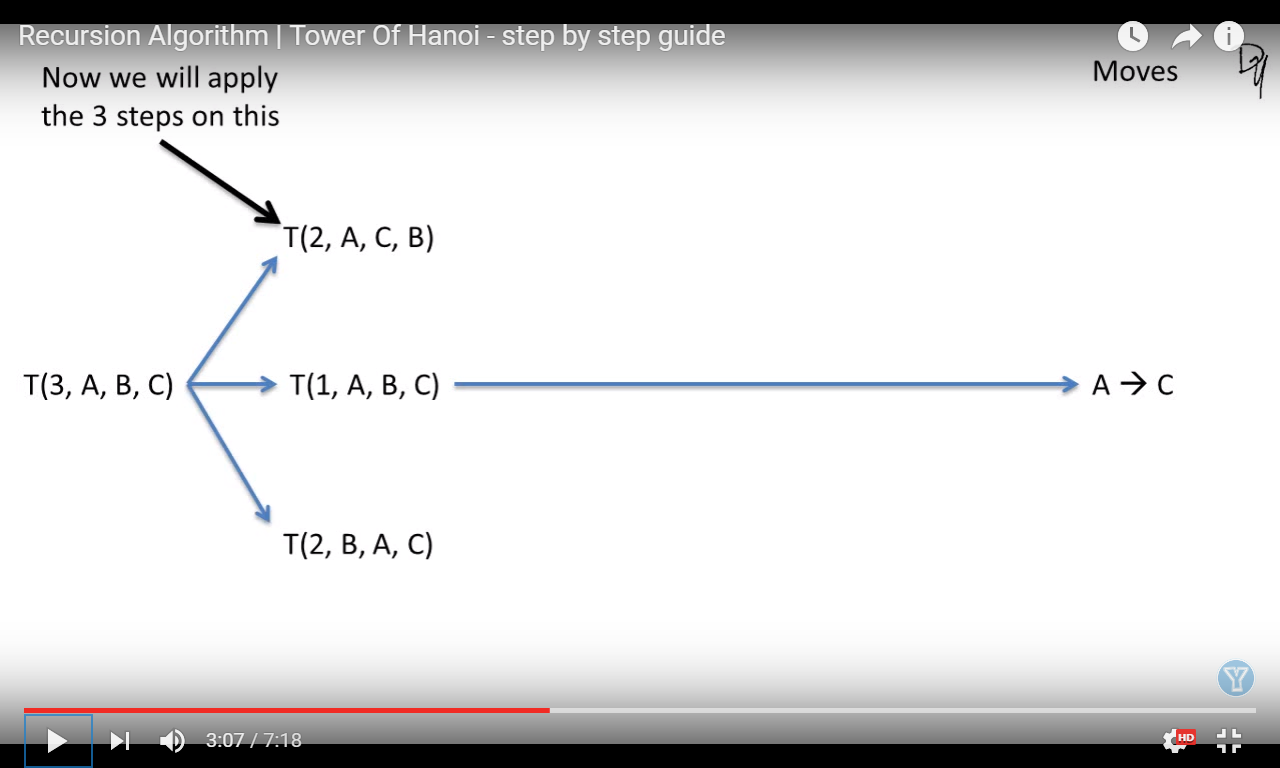 Recursion Algorithm | Tower Of Hanoi - step by step guide
Now we will apply
the 3 steps on this
Moves
T(2, A, C, B)
T(3, A, B, C)
T(1, A, B, C)
A → C
T(2, B, A, C)
3:07 / 7:18
HD